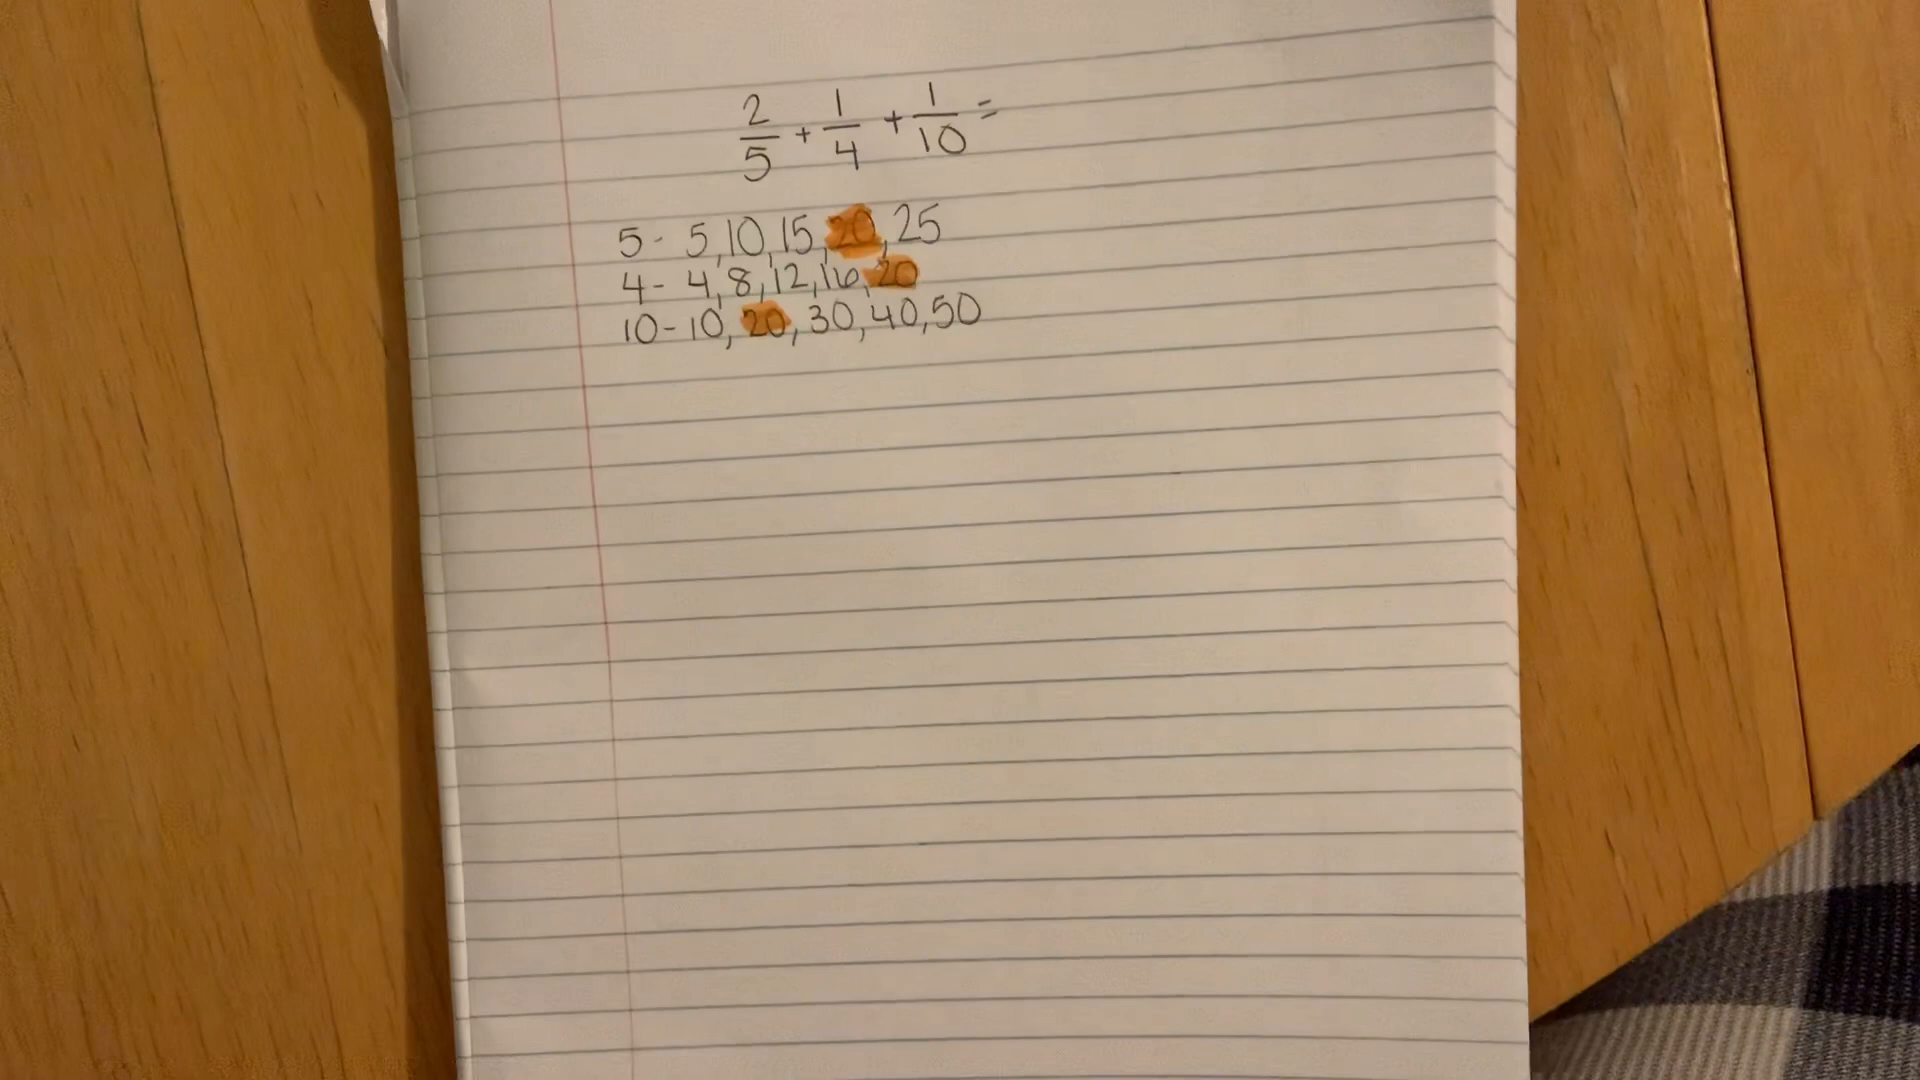 2/5 + 1/4 + 1/10 =
5 - 5,10,15,20,25
4 - 4,8,12,16,20
10 - 10,20,30,40,50